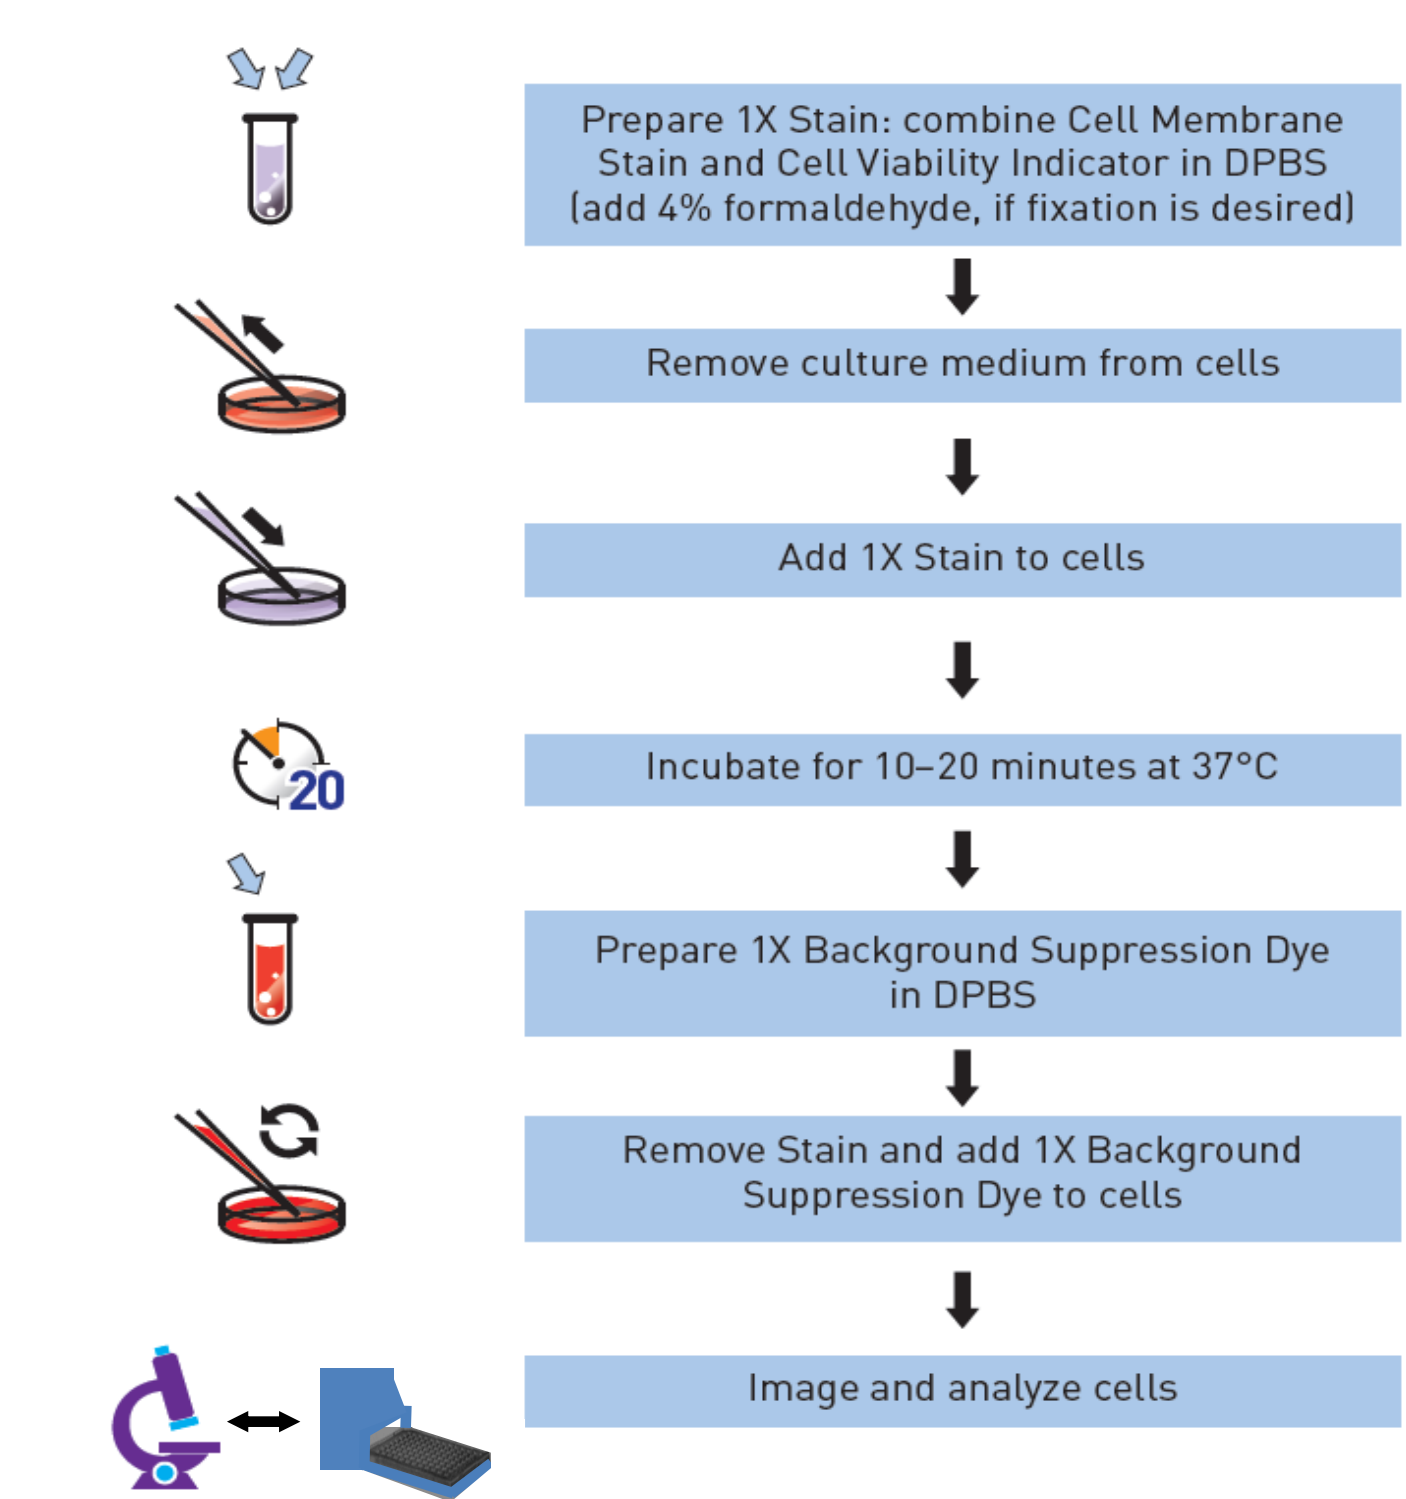 Prepare 1X Stain: combine Cell Membrane
Stain and Cell Viability Indicator in DPBS
(add 4% formaldehyde, if fixation is desired)
Remove culture medium from cells
Add 1X Stain to cells
20
Incubate for 10–20 minutes at 37°C
Prepare 1X Background Suppression Dye
in DPBS
Remove Stain and add 1X Background
Suppression Dye to cells
Image and analyze cells